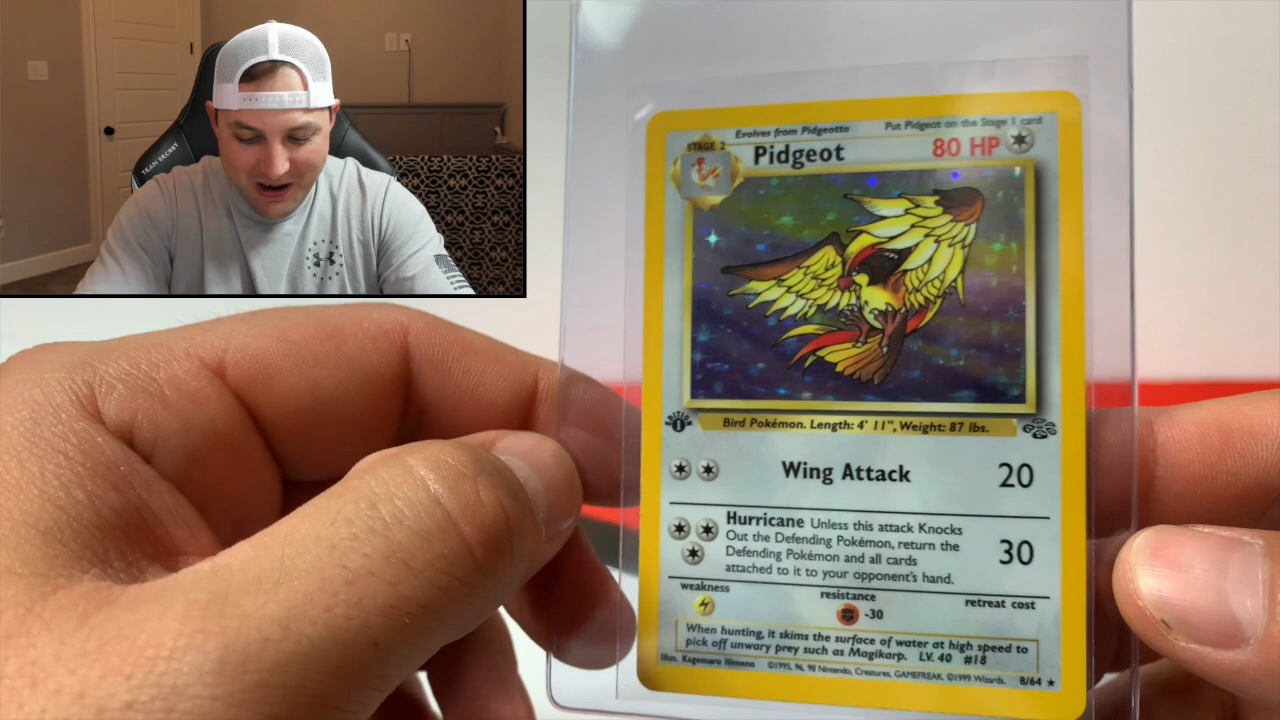 TEAM SECRET
Evolves from Pidgeotto
Put Pidgeot on the Stage 1 card
STAGE 2
Pidgeot
80 HP
EDITION
1
Bird Pokémon. Length: 4' 11", Weight: 87 lbs.
Wing Attack 20
Hurricane Unless this attack Knocks
Out the Defending Pokémon, return the
Defending Pokémon and all cards
attached to it to your opponent's hand.
30
weakness
resistance
retreat cost
-30
When hunting, it skims the surface of water at high speed to
pick off unwary prey such as Magikarp. LV. 40 #18
Illus. Kagemaru Himeno ©1995, 96, 98 Nintendo, Creatures, GAMEFREAK. ©1999 Wizards. 8/64 ★